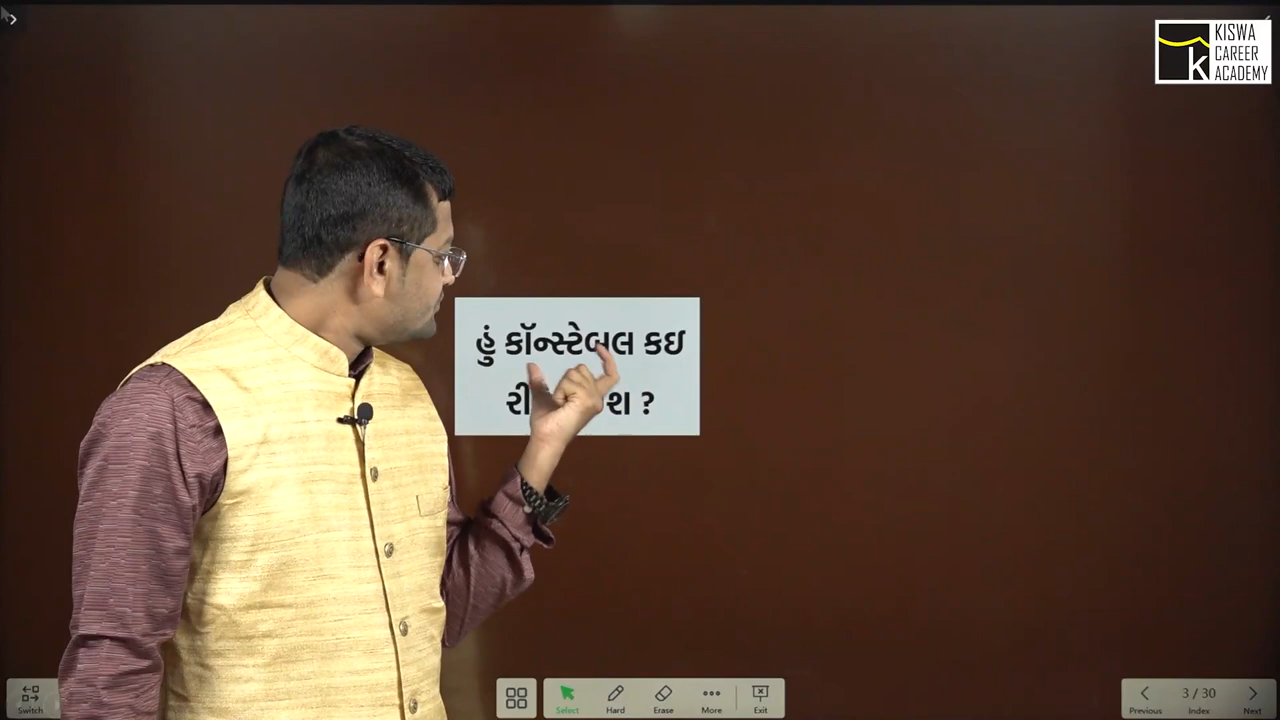 KISWA
CAREER
ACADEMY
હું કૉન્સ્ટેબલ કઇ
?
Switch
Select
Hard
Erase
More
Exit
3 / 30
Previous
Index
Next